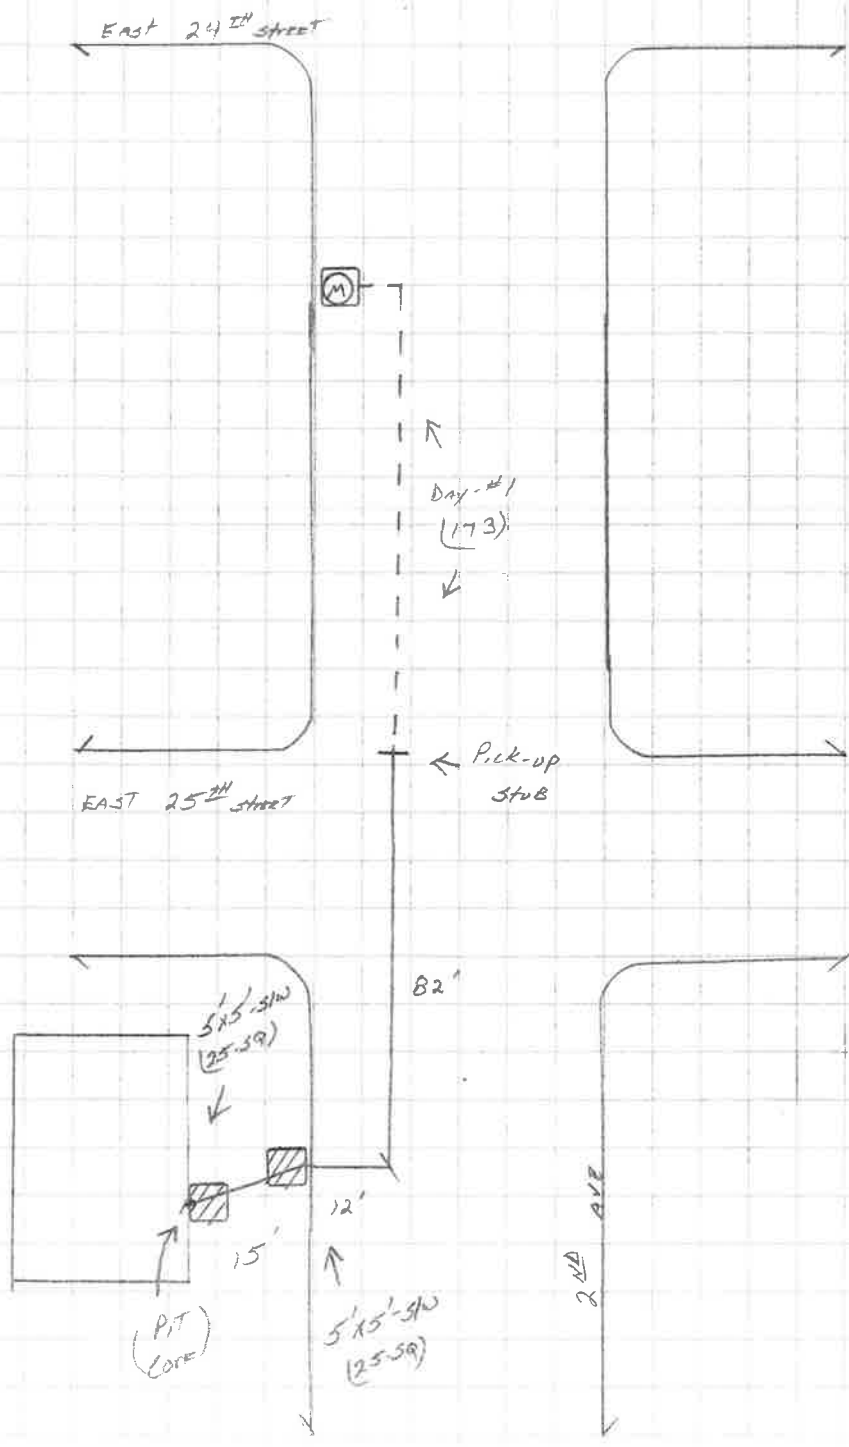 EAST 24TH STREET
M
DAY-#1
(173)
PICK-UP
STUB
EAST 25TH STREET
82'
5'x5'-S/W
(25-SQ)
12'
15'
2ND AVE
5'x5'-S/W
(25-SQ)
(PIT
CORE)